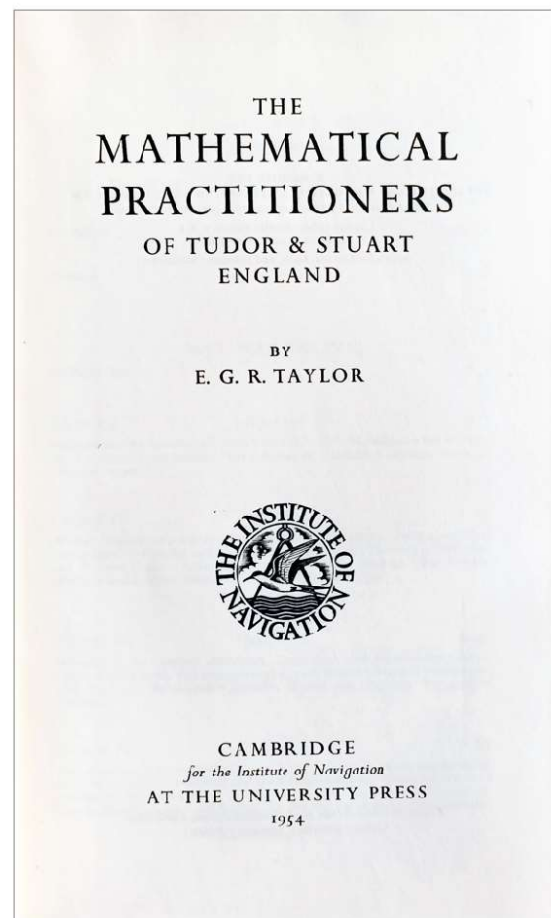 THE
MATHEMATICAL
PRACTITIONERS
OF TUDOR & STUART
ENGLAND
BY
E. G. R. TAYLOR
THE INSTITUTE OF
NAVIGATION
CAMBRIDGE
for the Institute of Navigation
AT THE UNIVERSITY PRESS
1954